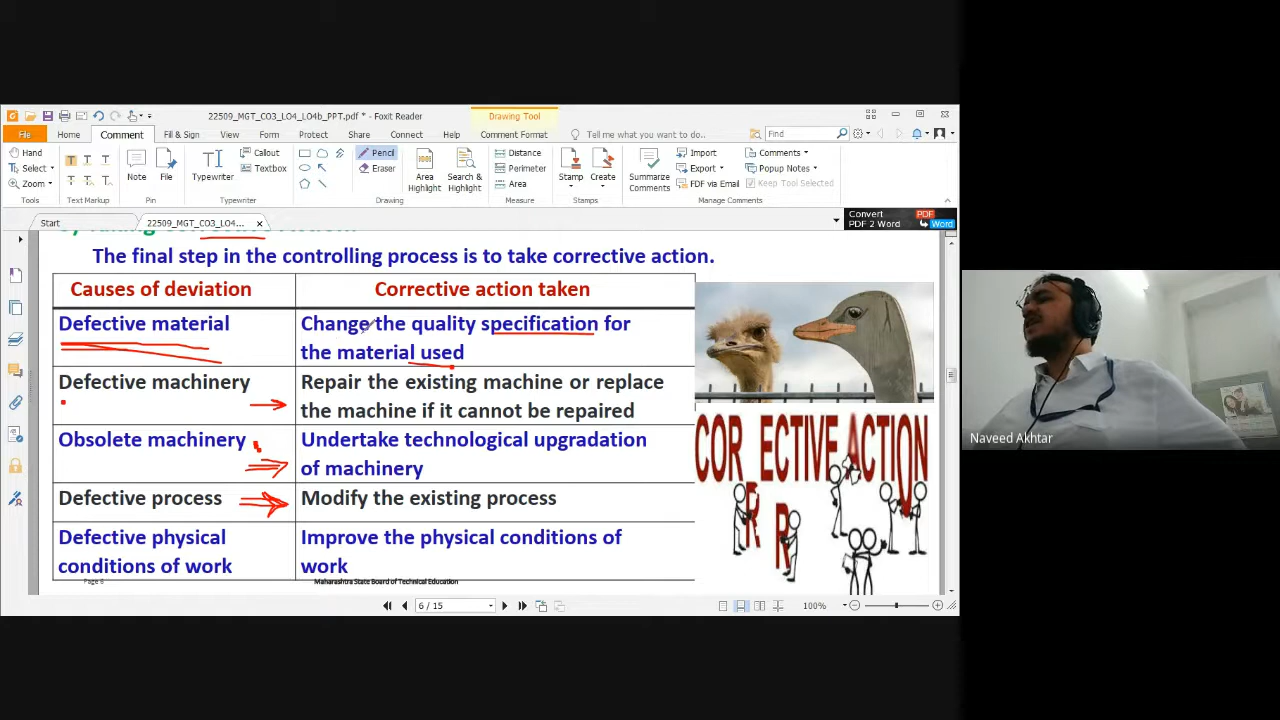 22509_MGT_CO3_LO4_LO4b_PPT.pdf * - Foxit Reader
Drawing Tool
File
Home
Comment
Fill & Sign
View
Form
Protect
Share
Connect
Help
Comment Format
Tell me what you want to do..
Find
Hand
Select
Zoom
Tools
Text Markup
Note
File
Pin
Typewriter
Callout
Textbox
Typewriter
Pencil
Eraser
Drawing
Area
Highlight
Search &
Highlight
Distance
Perimeter
Area
Measure
Stamp
Create
Stamps
Summarize
Comments
Import
Export
FDF via Email
Comments
Popup Notes
Keep Tool Selected
Manage Comments
Start
22509_MGT_CO3_LO4...
Convert
PDF 2 Word
PDF
Word
The final step in the controlling process is to take corrective action.
Causes of deviation
Corrective action taken
Defective material
Change the quality specification for
the material used
Defective machinery
Repair the existing machine or replace
the machine if it cannot be repaired
Obsolete machinery
Undertake technological upgradation
of machinery
Defective process
Modify the existing process
Defective physical
conditions of work
Improve the physical conditions of
work
COR ECTIVE ACTION
R
R
Page 6
Maharashtra State Board of Technical Education
6 / 15
100%
Naveed Akhtar